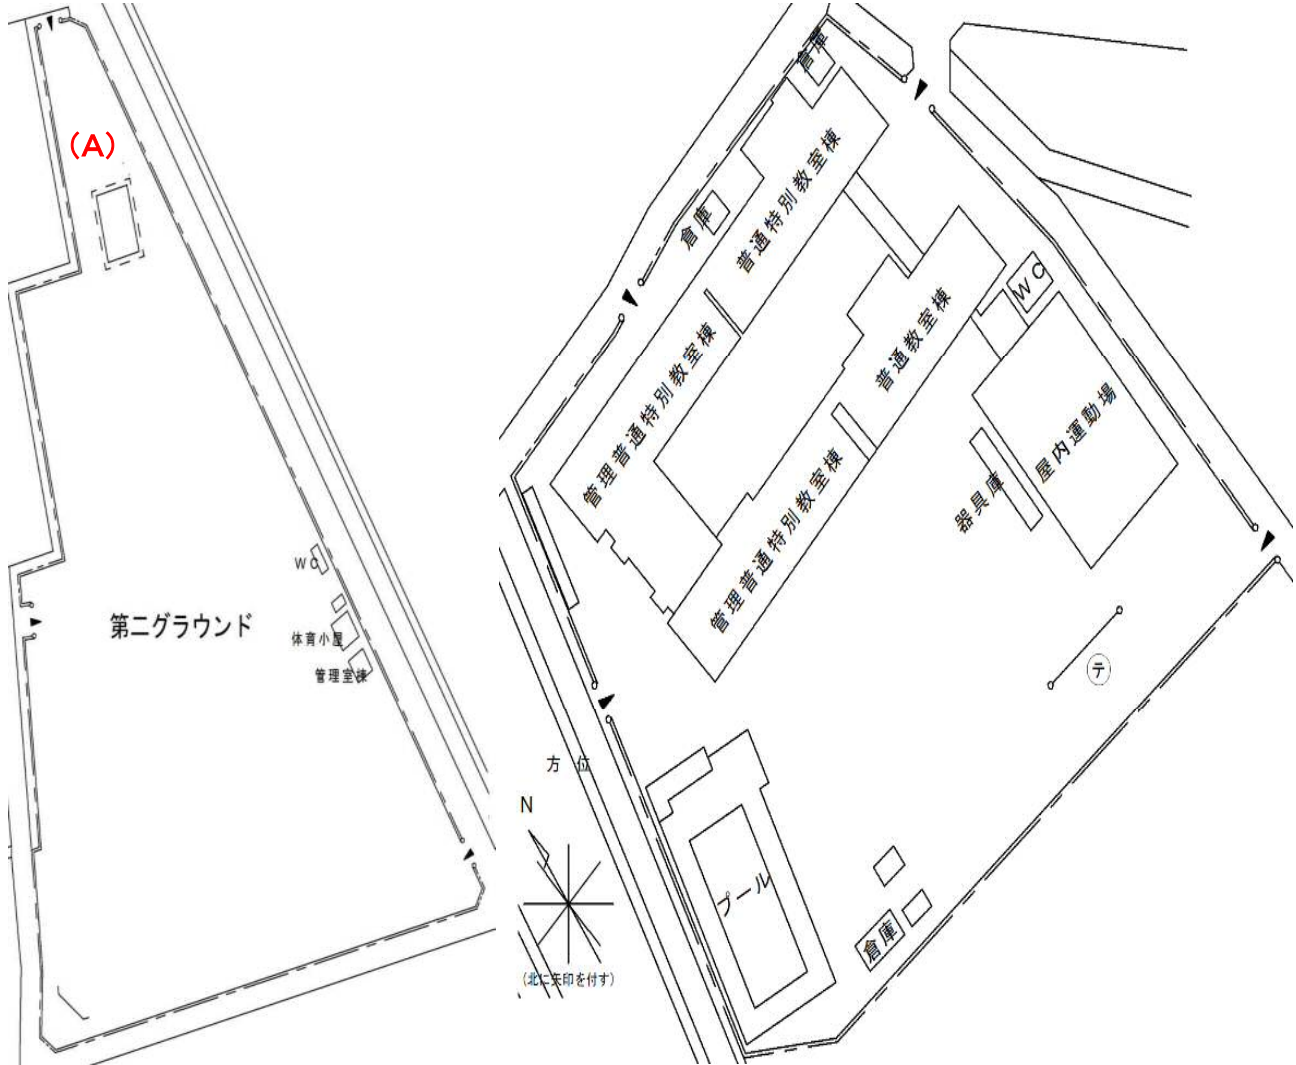 (A)
WC
第二グラウンド
体育小屋
管理室棟
倉庫
普通特別教室棟
倉庫
管理普通特別教室棟
普通教室棟
WC
屋内運動場
器具庫
管理普通特別教室棟
テ
方位
N
(北に矢印を付す)
プール
倉庫